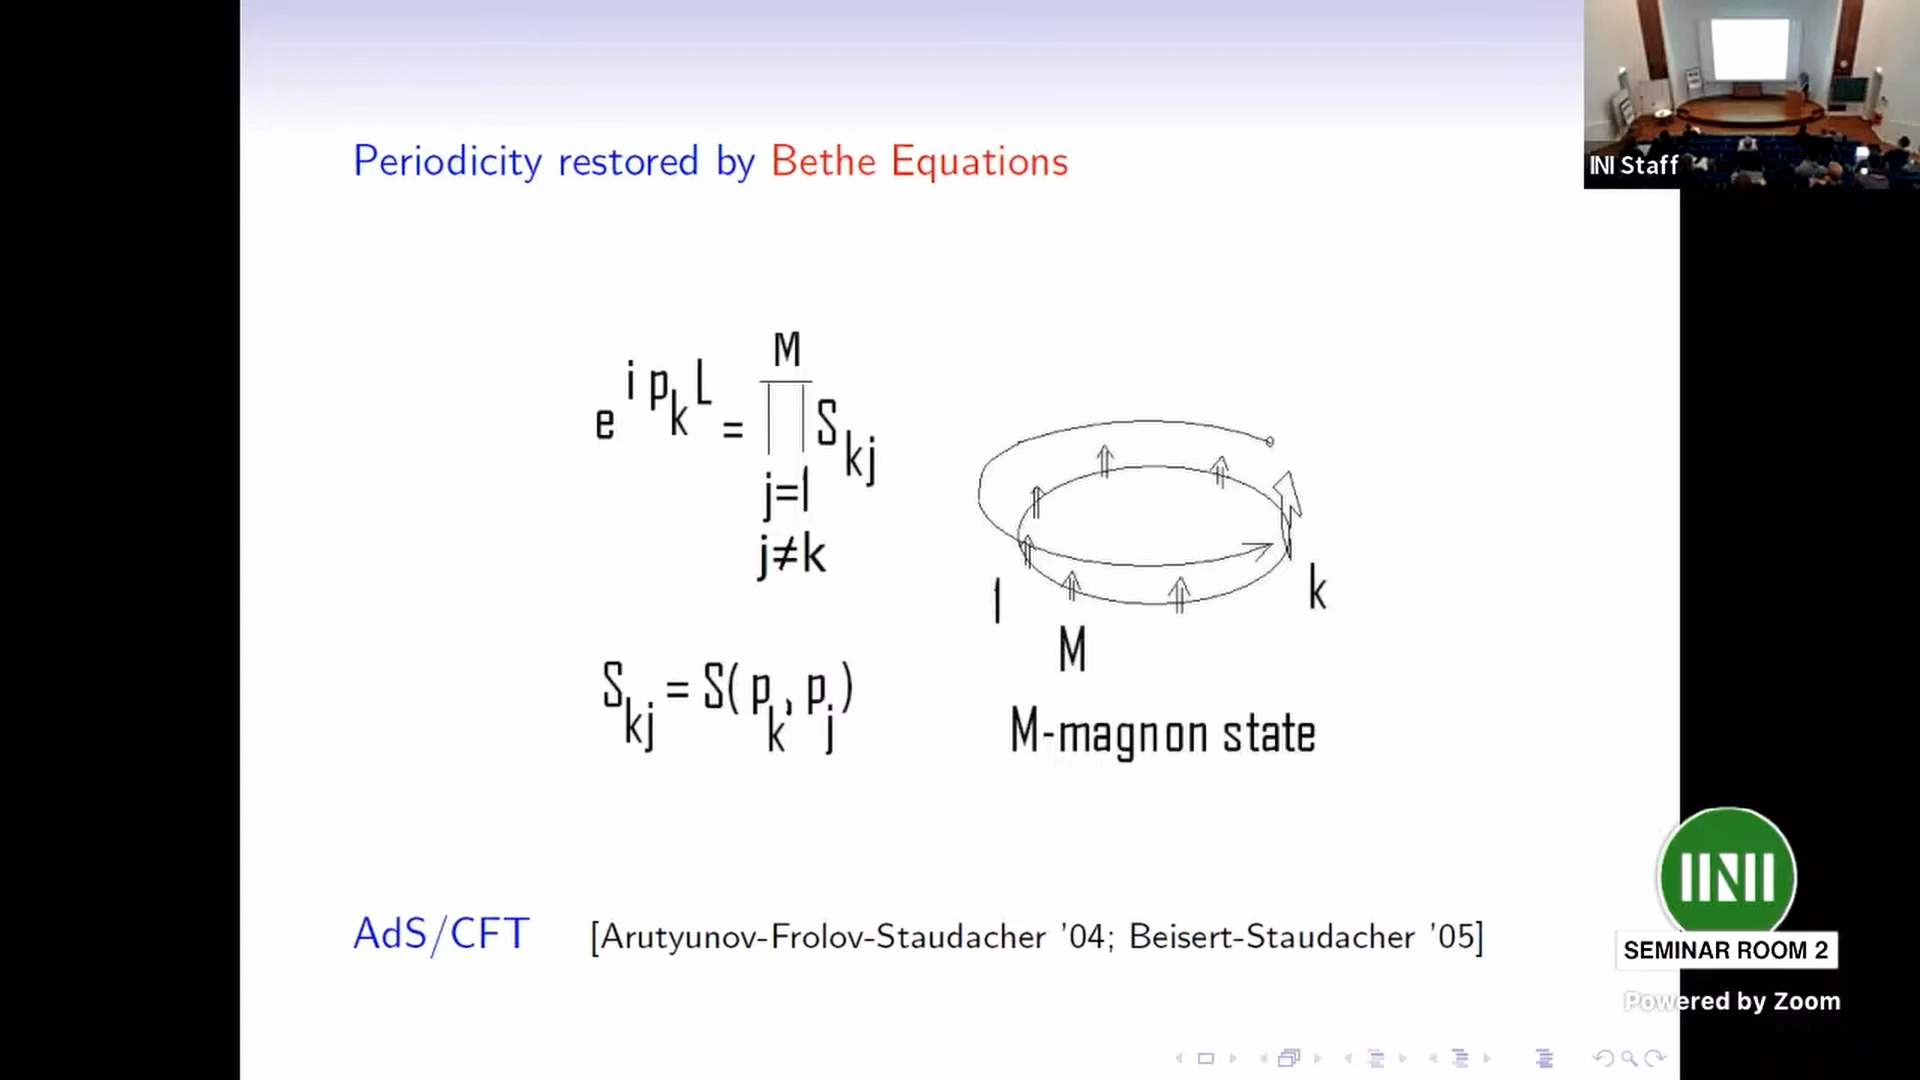 Periodicity restored by Bethe Equations
INI Staff
e^{i p_k L} = ∏_{j=1, j≠k}^{M} S_{kj}
1
M
k
S_{kj} = S(p_k, p_j)
M-magnon state
AdS/CFT [Arutyunov-Frolov-Staudacher '04; Beisert-Staudacher '05]
INI
SEMINAR ROOM 2
Powered by Zoom